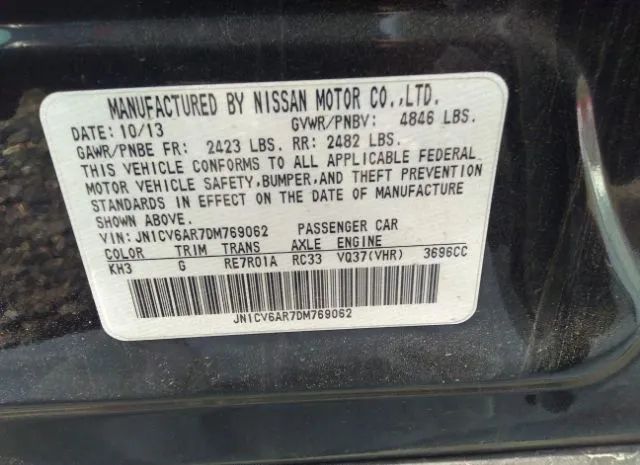 MANUFACTURED BY NISSAN MOTOR CO.,LTD.
DATE: 10/13 GVWR/PNBV: 4846 LBS.
GAWR/PNBE FR: 2423 LBS. RR: 2482 LBS.
THIS VEHICLE CONFORMS TO ALL APPLICABLE FEDERAL
MOTOR VEHICLE SAFETY,BUMPER,AND THEFT PREVENTION
STANDARDS IN EFFECT ON THE DATE OF MANUFACTURE
SHOWN ABOVE.
VIN: JN1CV6AR7DM769062 PASSENGER CAR
COLOR TRIM TRANS AXLE ENGINE
KH3 G RE7R01A RC33 VQ37(VHR) 3696CC
JN1CV6AR7DM769062